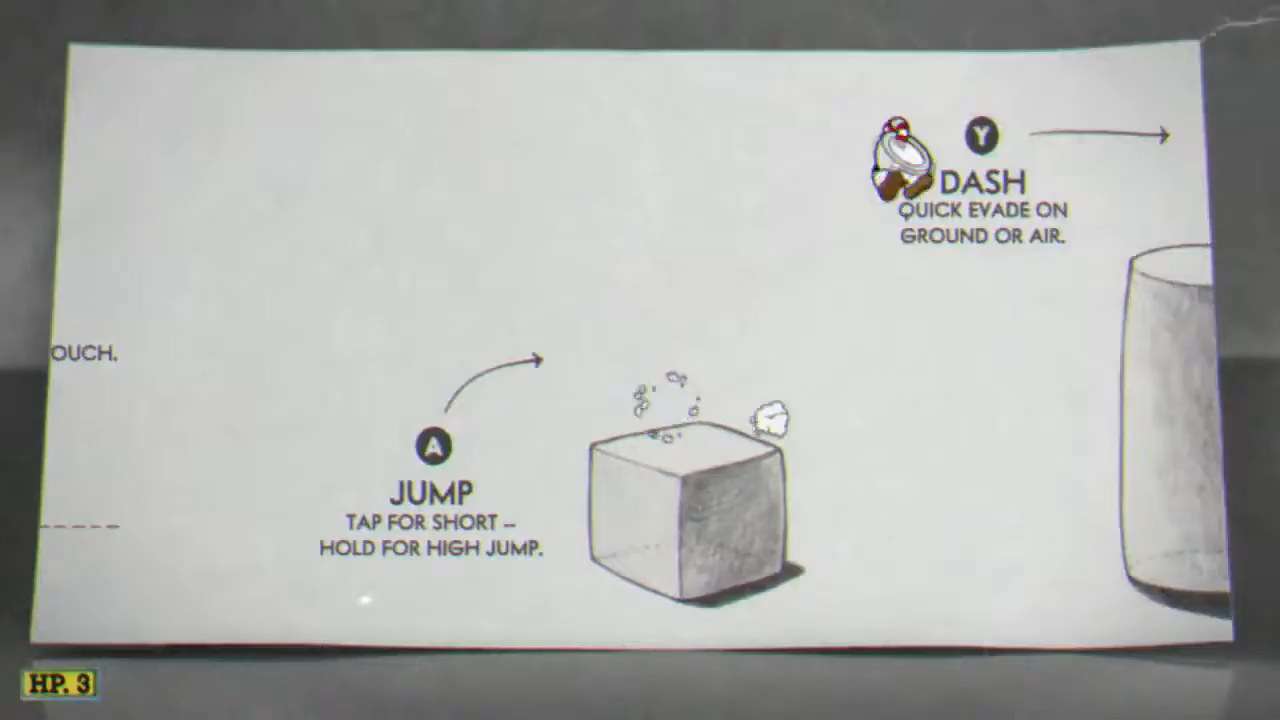 Y
DASH
QUICK EVADE ON
GROUND OR AIR.
OUCH.
A
JUMP
TAP FOR SHORT –
HOLD FOR HIGH JUMP.
HP. 3